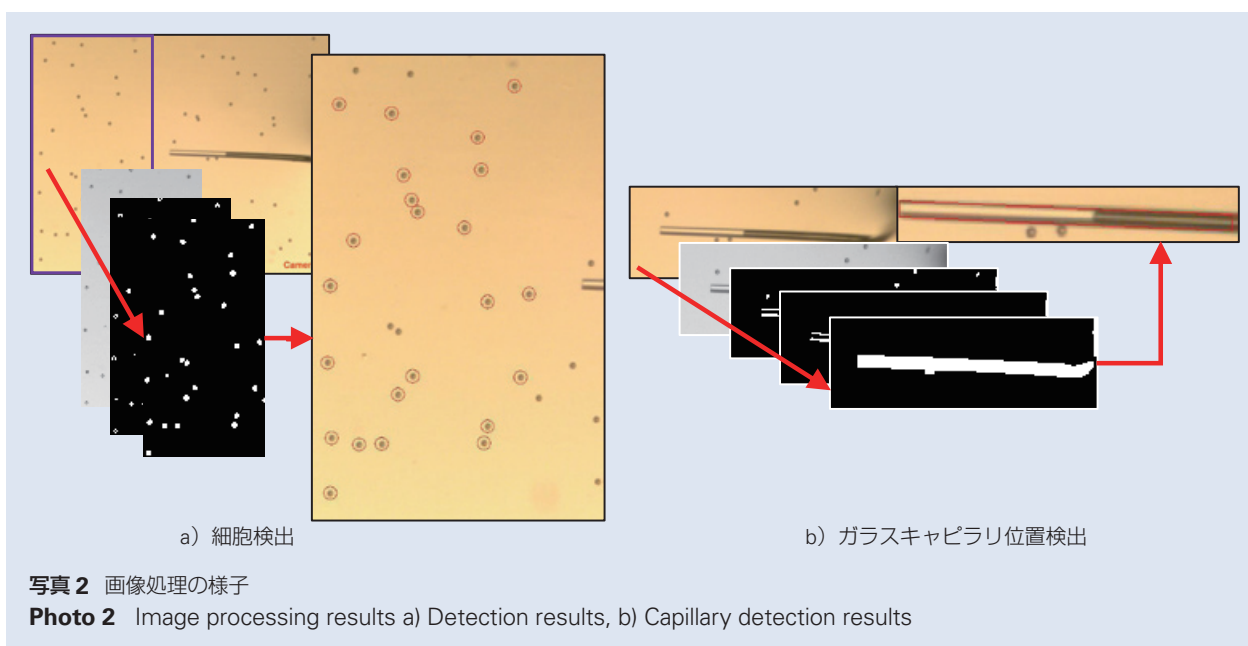 Camer
a）細胞検出
b）ガラスキャピラリ位置検出
写真 2 画像処理の様子
Photo 2 Image processing results a) Detection results, b) Capillary detection results